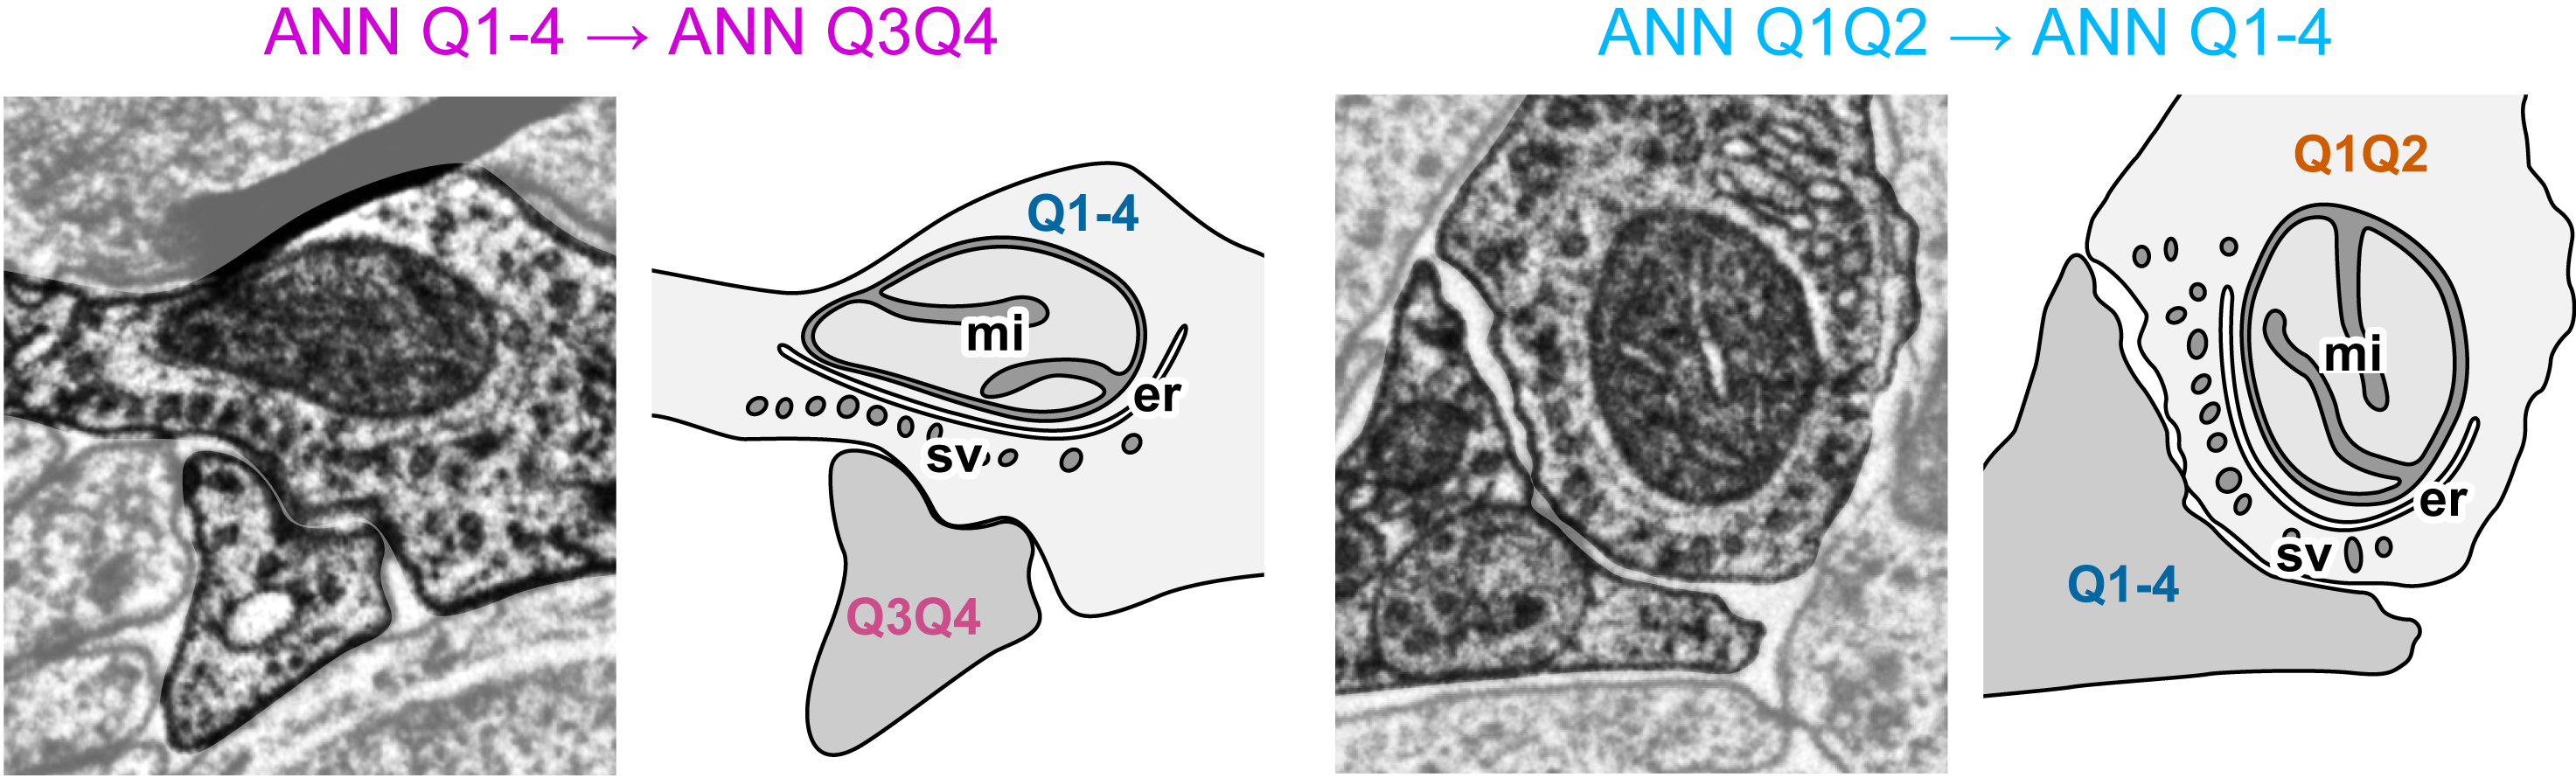 ANN Q1-4 → ANN Q3Q4
ANN Q1Q2 → ANN Q1-4
Q1-4
mi
er
sv
Q3Q4
Q1Q2
mi
er
sv
Q1-4